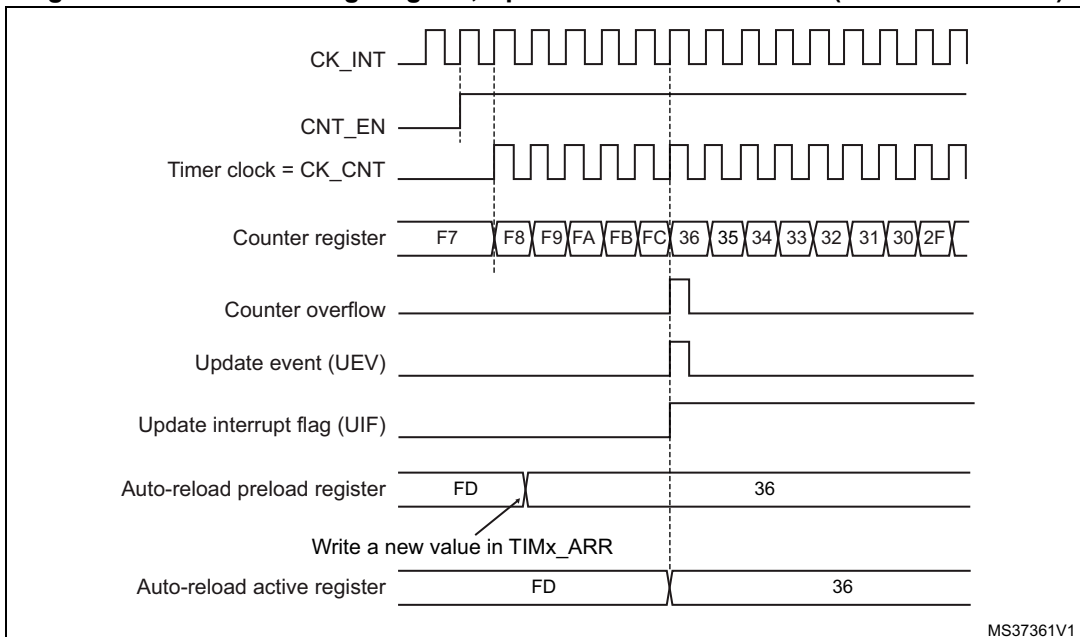 CK_INT
CNT_EN
Timer clock = CK_CNT
Counter register F7 F8 F9 FA FB FC 36 35 34 33 32 31 30 2F
Counter overflow
Update event (UEV)
Update interrupt flag (UIF)
Auto-reload preload register FD 36
Write a new value in TIMx_ARR
Auto-reload active register FD 36
MS37361V1